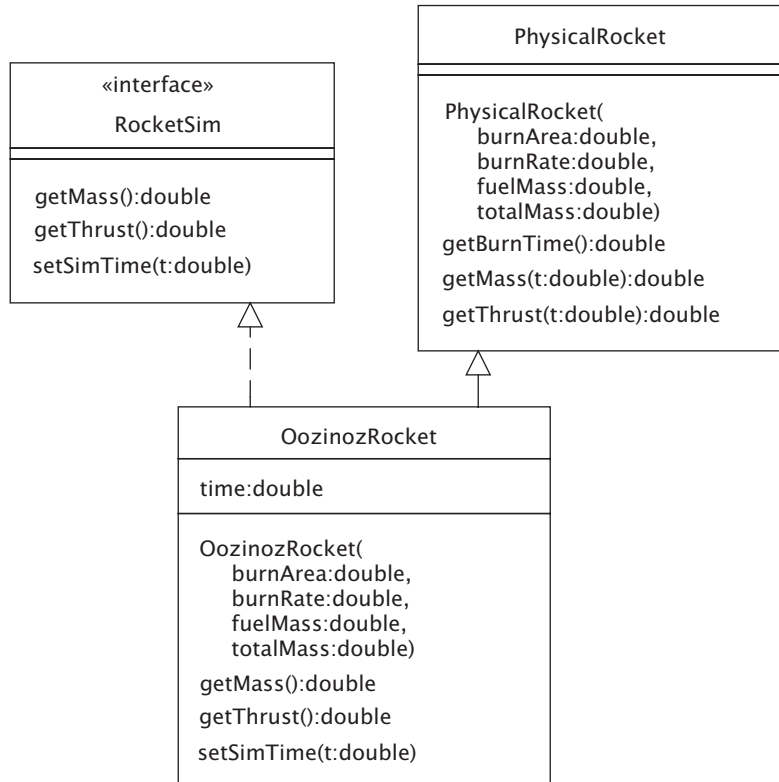 «interface»
RocketSim
getMass():double
getThrust():double
setSimTime(t:double)
PhysicalRocket
PhysicalRocket(
burnArea:double,
burnRate:double,
fuelMass:double,
totalMass:double)
getBurnTime():double
getMass(t:double):double
getThrust(t:double):double
OozinozRocket
time:double
OozinozRocket(
burnArea:double,
burnRate:double,
fuelMass:double,
totalMass:double)
getMass():double
getThrust():double
setSimTime(t:double)